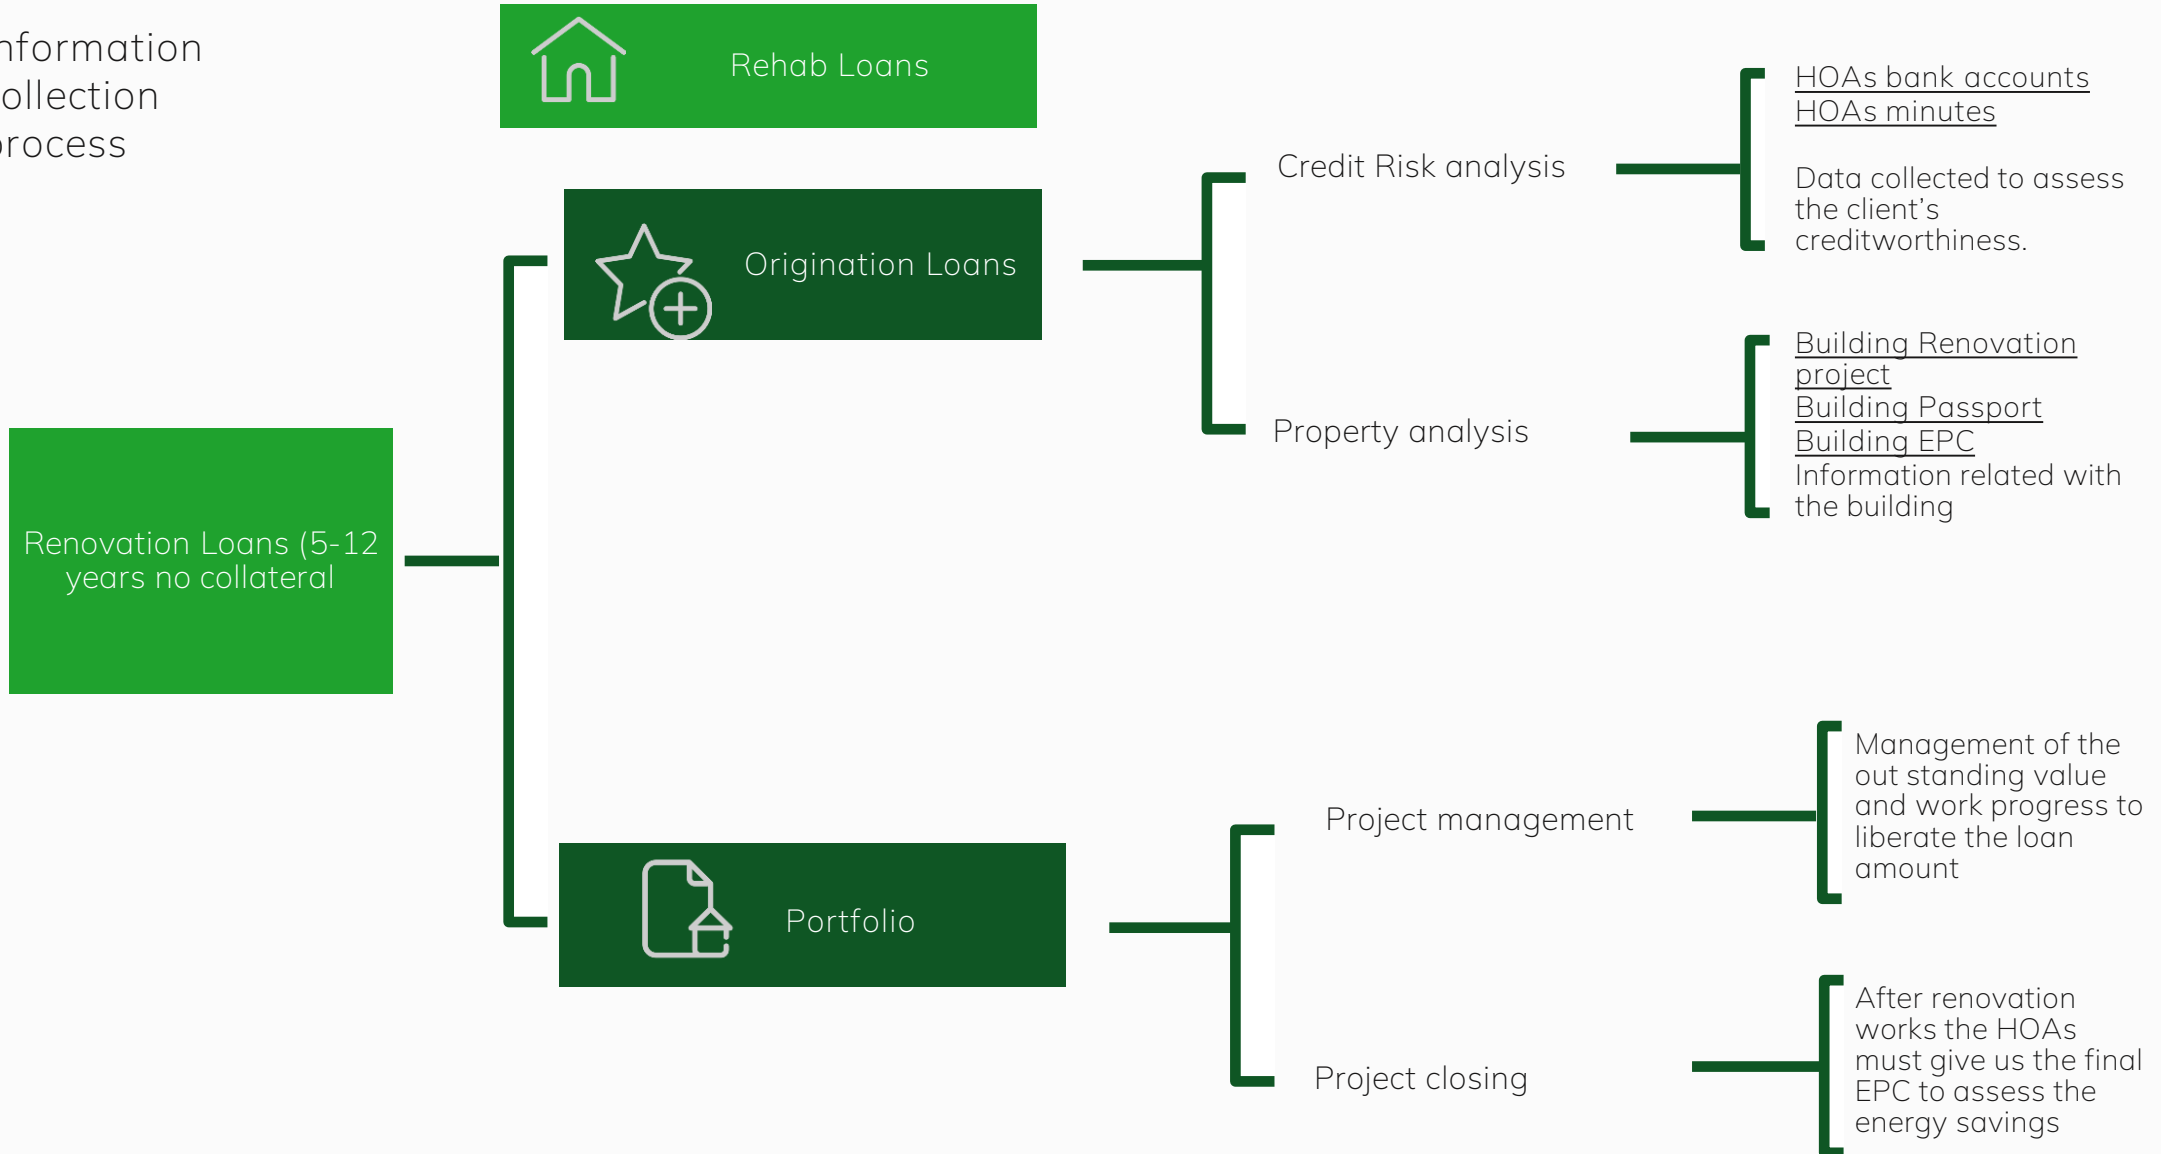 nformation
ollection
process
Rehab Loans
Origination Loans
Credit Risk analysis
HOAs bank accounts
HOAs minutes
Data collected to assess
the client’s
creditworthiness.
Property analysis
Building Renovation
project
Building Passport
Building EPC
Information related with
the building
Renovation Loans (5-12
years no collateral
Portfolio
Project management
Management of the
out standing value
and work progress to
liberate the loan
amount
Project closing
After renovation
works the HOAs
must give us the final
EPC to assess the
energy savings